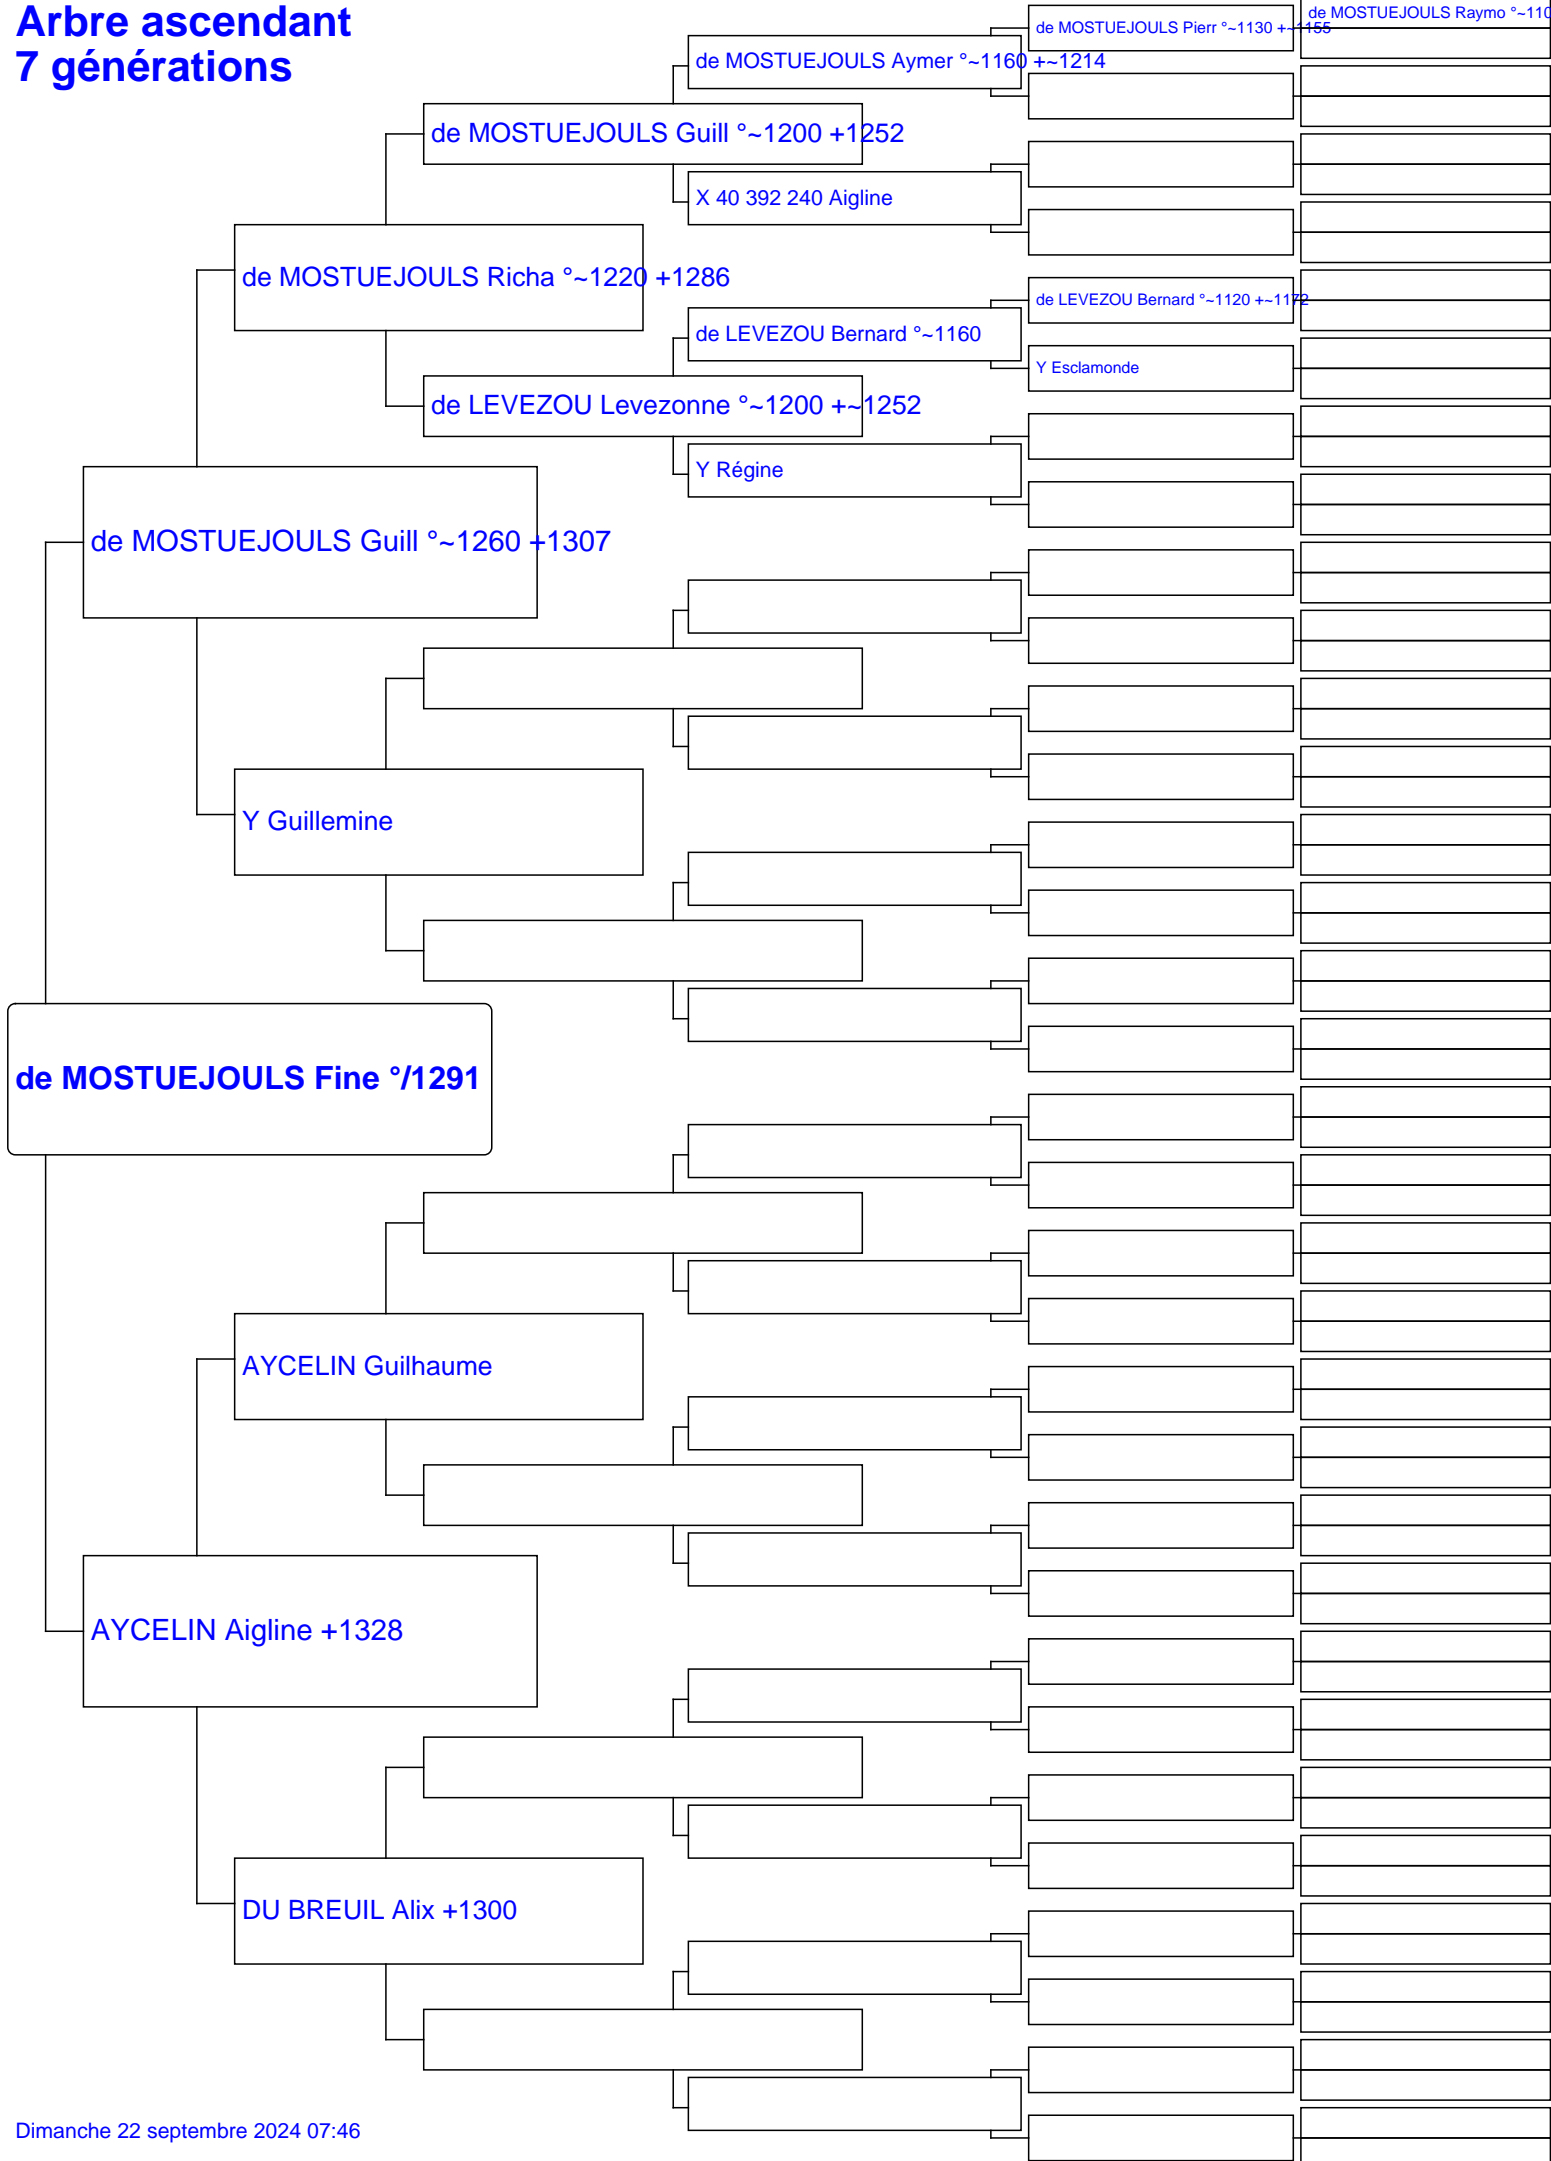 Arbre ascendant
7 générations
de MOSTUEJOULS Raymo °~110
de MOSTUEJOULS Pierr °~1130 +~1155
de MOSTUEJOULS Aymer °~1160 +~1214
de MOSTUEJOULS Guill °~1200 +1252
X 40 392 240 Aigline
de MOSTUEJOULS Richa °~1220 +1286
de LEVEZOU Bernard °~1120 +~1172
de LEVEZOU Bernard °~1160
Y Esclamonde
de LEVEZOU Levezonne °~1200 +~1252
Y Régine
de MOSTUEJOULS Guill °~1260 +1307
Y Guillemine
de MOSTUEJOULS Fine °/1291
AYCELIN Guilhaume
AYCELIN Aigline +1328
DU BREUIL Alix +1300
Dimanche 22 septembre 2024 07:46